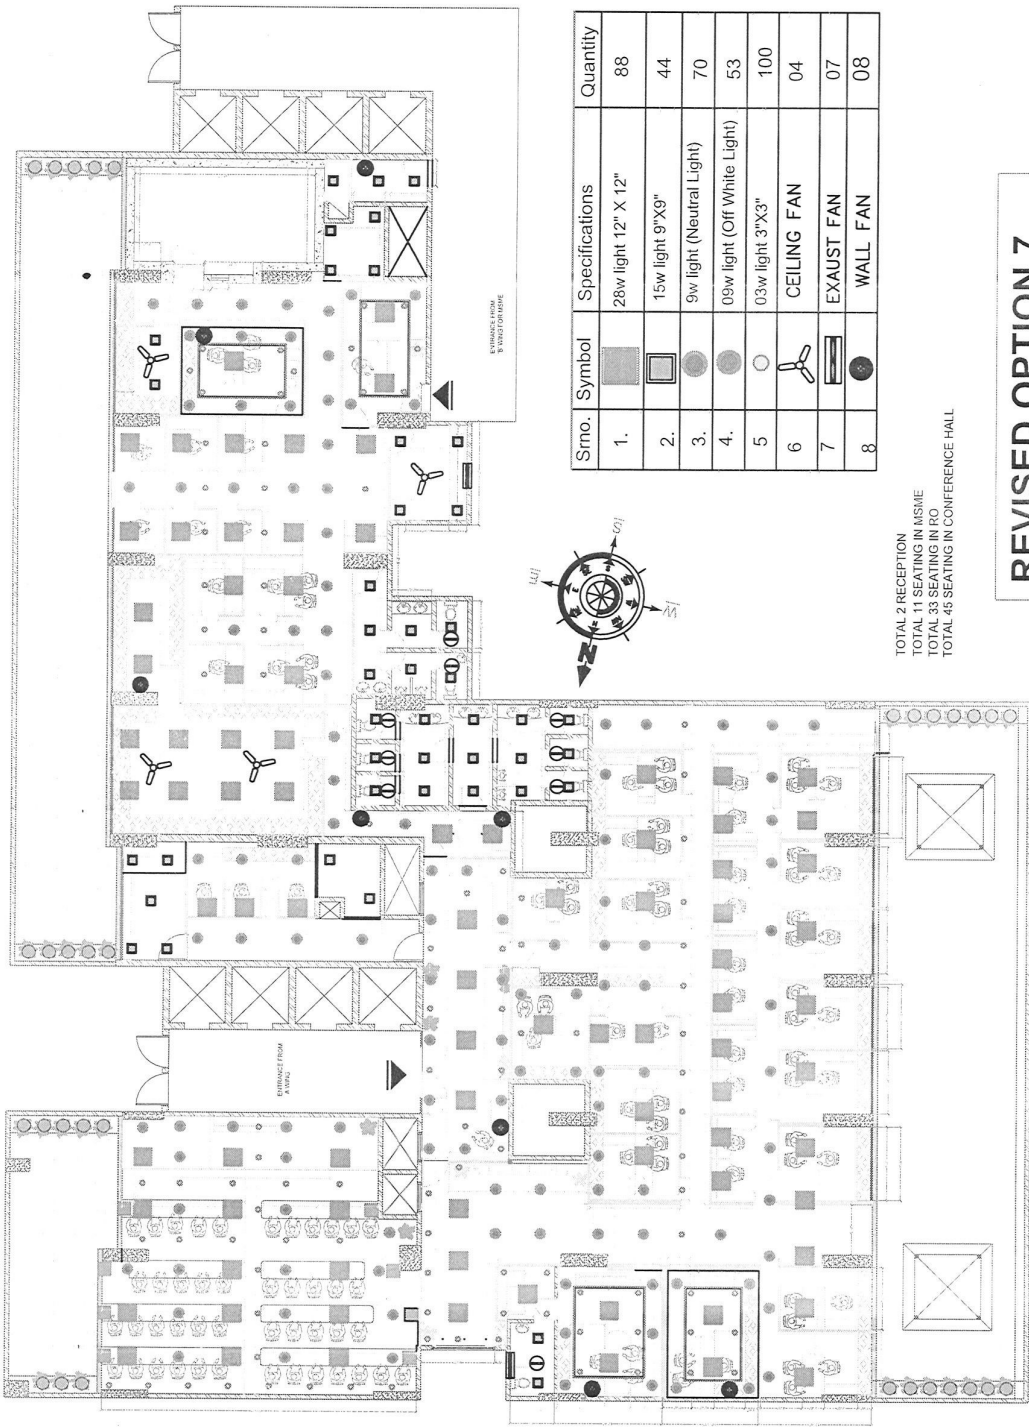 Srno. Symbol Specifications Quantity
1. 28w light 12" X 12" 88
2. 15w light 9"X9" 44
3. 9w light (Neutral Light) 70
4. 09w light (Off White Light) 53
5 03w light 3"X3" 100
6 CEILING FAN 04
7 EXAUST FAN 07
8 WALL FAN 08
ENTRANCE FROM
'B' WING FOR MSME
ENTRANCE FROM
A WING
N
S
E
W
TOTAL 2 RECEPTION
TOTAL 11 SEATING IN MSME
TOTAL 33 SEATING IN RO
TOTAL 45 SEATING IN CONFERENCE HALL
REVISED OPTION 7